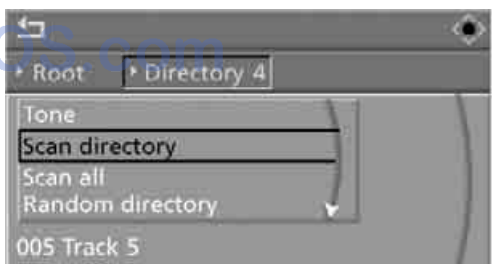 Root Directory 4
Tone
Scan directory
Scan all
Random directory
005 Track 5